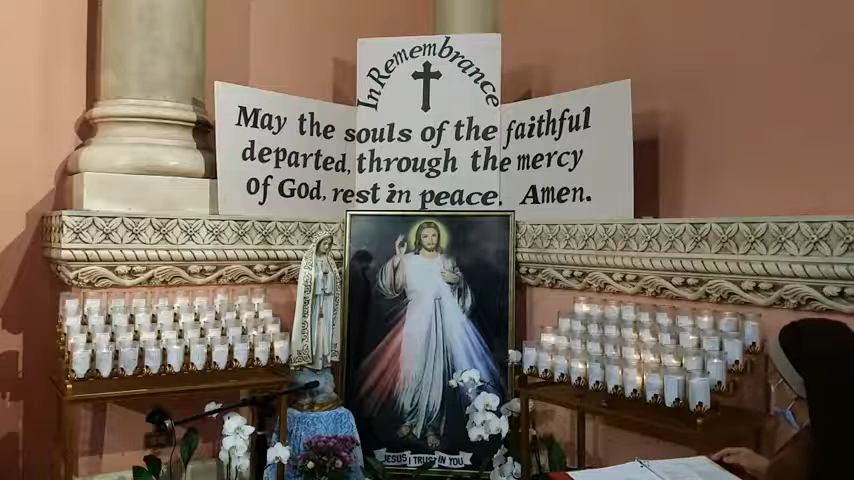 In Remembrance
May the souls of the faithful
departed, through the mercy
of God, rest in peace. Amen.
JESUS I TRUST IN YOU